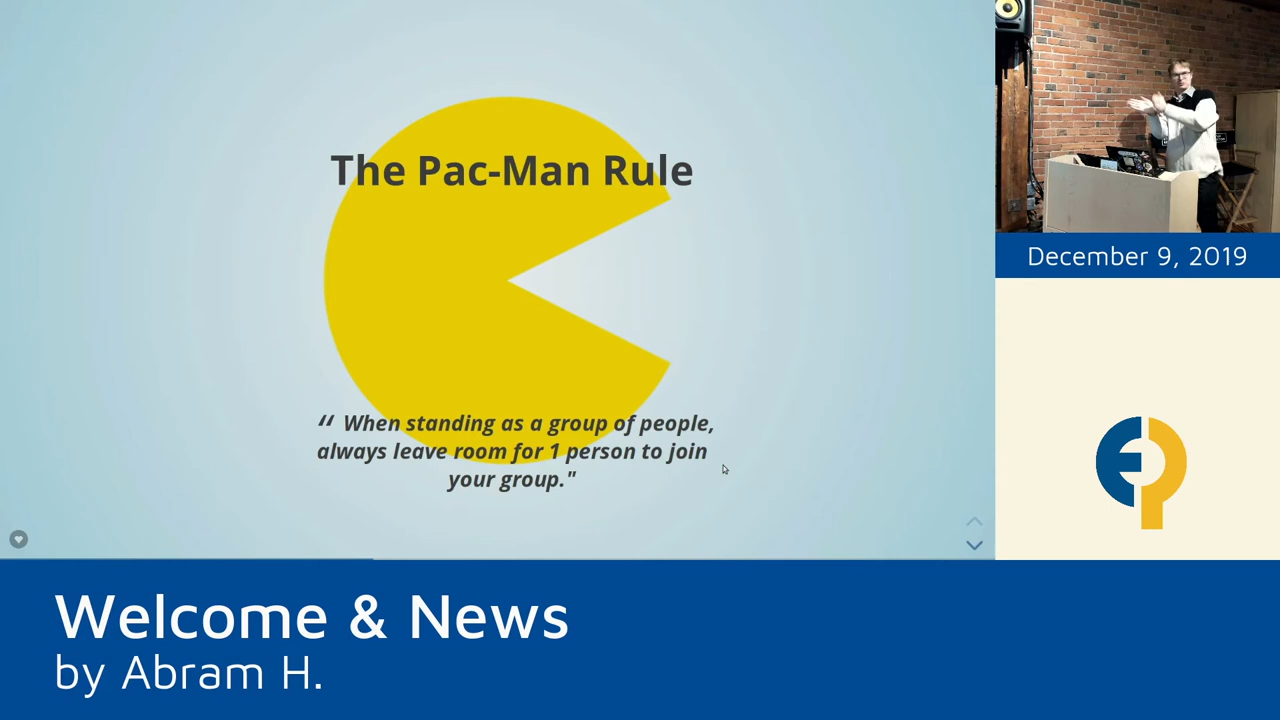 The Pac-Man Rule
“ When standing as a group of people,
always leave room for 1 person to join
your group."
December 9, 2019
EP
Welcome & News
by Abram H.